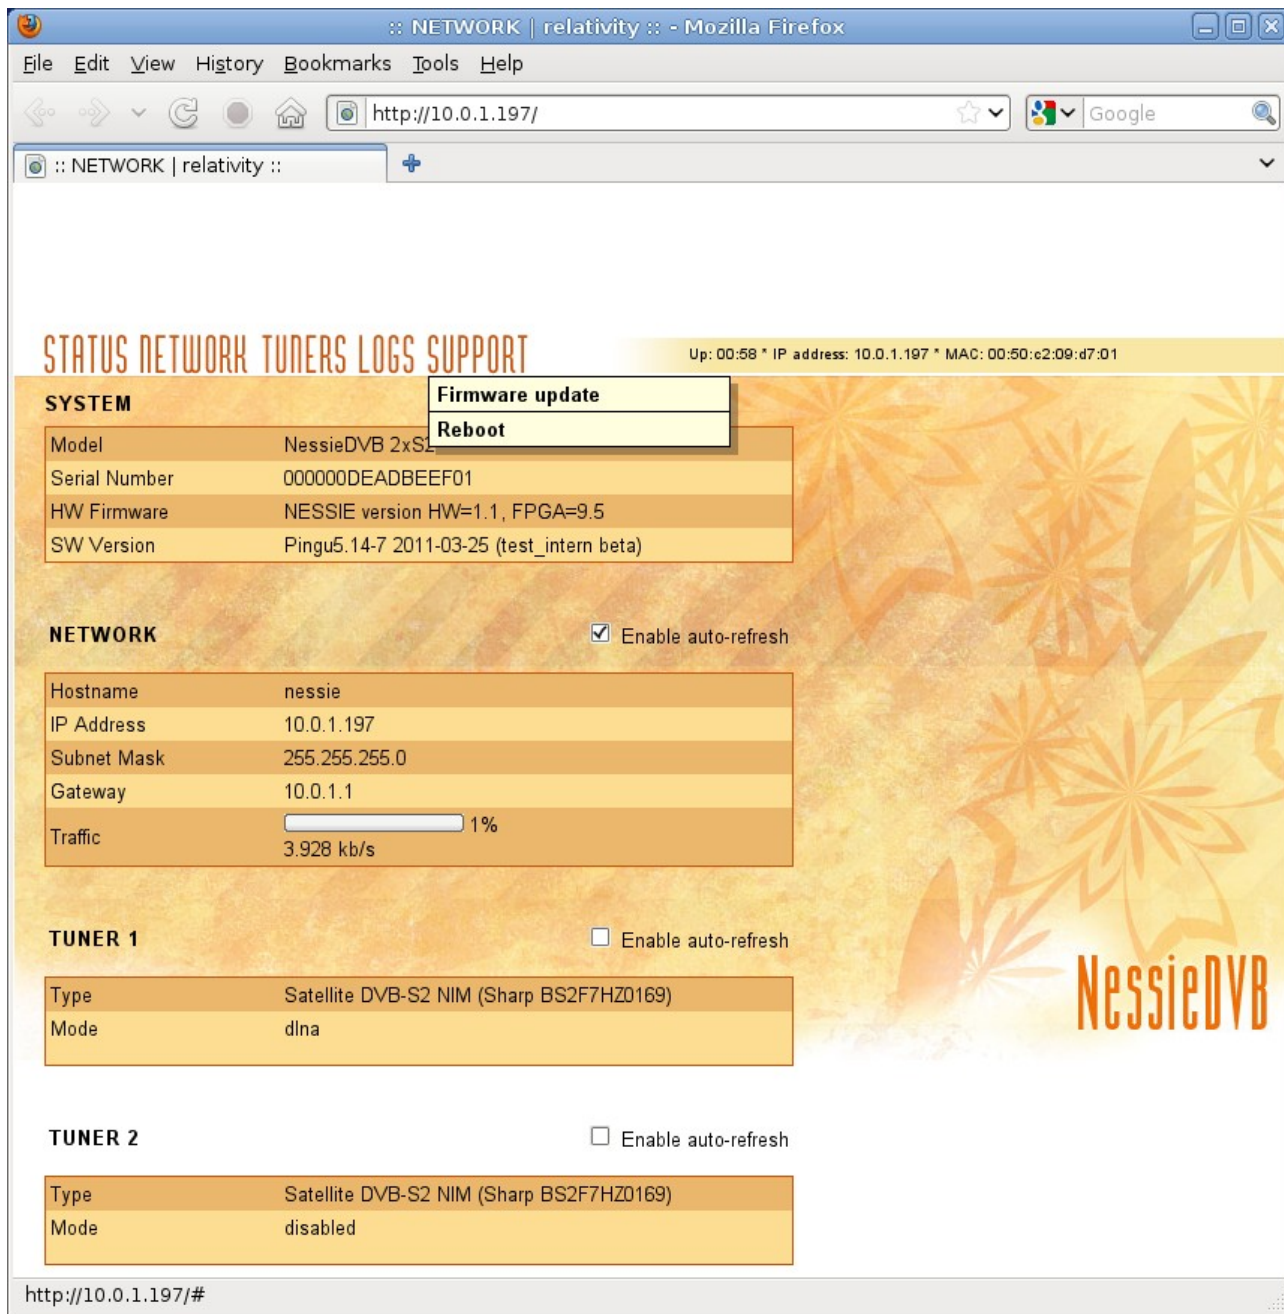 :: NETWORK | relativity :: - Mozilla Firefox
File Edit View History Bookmarks Tools Help
http://10.0.1.197/ Google
:: NETWORK | relativity ::
STATUS NETWORK TUNERS LOGS SUPPORT Up: 00:58 * IP address: 10.0.1.197 * MAC: 00:50:c2:09:d7:01
Firmware update
Reboot
SYSTEM
Model NessieDVB 2xS2
Serial Number 000000DEADBEEF01
HW Firmware NESSIE version HW=1.1, FPGA=9.5
SW Version Pingu5.14-7 2011-03-25 (test_intern beta)
NETWORK Enable auto-refresh
Hostname nessie
IP Address 10.0.1.197
Subnet Mask 255.255.255.0
Gateway 10.0.1.1
Traffic 1%
3.928 kb/s
TUNER 1 Enable auto-refresh
Type Satellite DVB-S2 NIM (Sharp BS2F7HZ0169)
Mode dlna
NessieDVB
TUNER 2 Enable auto-refresh
Type Satellite DVB-S2 NIM (Sharp BS2F7HZ0169)
Mode disabled
http://10.0.1.197/#